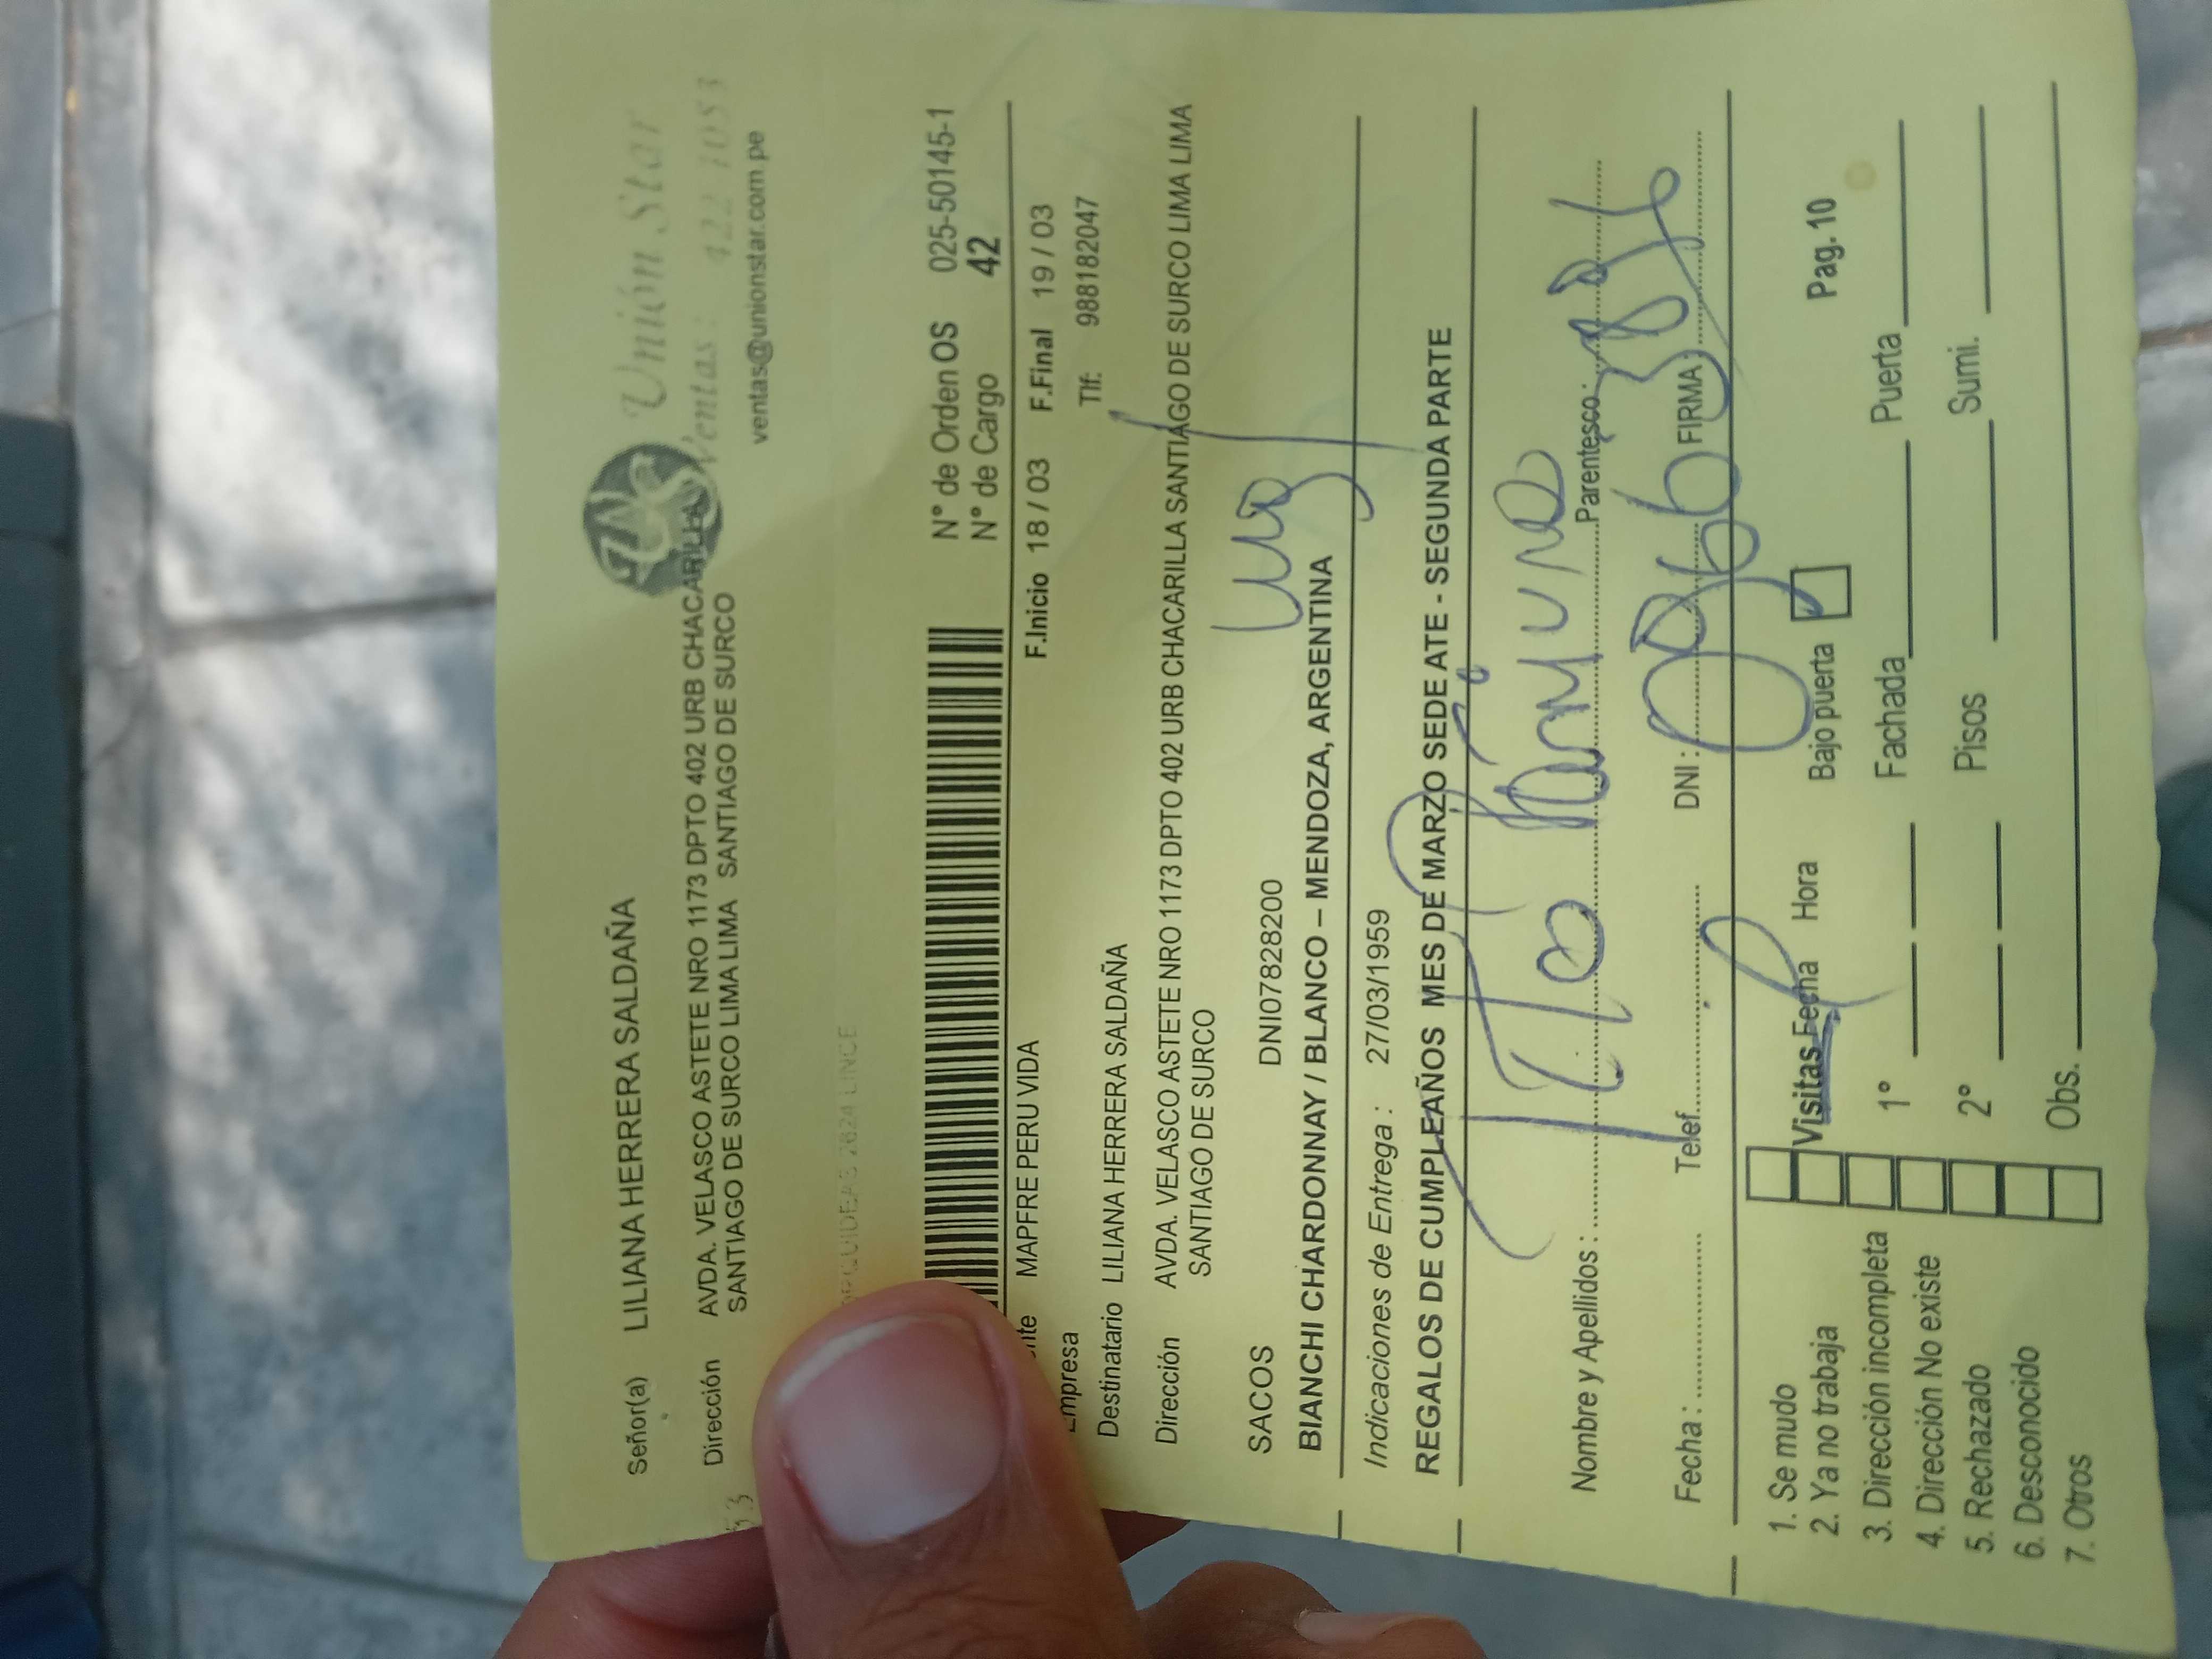 Señor(a) LILIANA HERRERA SALDAÑA
Unión Star
Dirección AVDA. VELASCO ASTETE NRO 1173 DPTO 402 URB CHACARILLA
Ventas: 422 1053
SANTIAGO DE SURCO LIMA LIMA SANTIAGO DE SURCO
53
ventas@unionstar.com.pe
2824 LINCE
N° de Orden OS 025-50145-1
N° de Cargo 42
MAPFRE PERU VIDA
F.Inicio 18 / 03 F.Final 19 / 03
Empresa
Tlf: 988182047
Destinatario LILIANA HERRERA SALDAÑA
Dirección AVDA. VELASCO ASTETE NRO 1173 DPTO 402 URB CHACARILLA SANTIAGO DE SURCO LIMA LIMA
SANTIAGO DE SURCO
SACOS DNI07828200
BIANCHI CHARDONNAY / BLANCO – MENDOZA, ARGENTINA
Indicaciones de Entrega : 27/03/1959
REGALOS DE CUMPLEAÑOS MES DE MARZO SEDE ATE - SEGUNDA PARTE
Nombre y Apellidos : Parentesco:
Fecha : Telef. DNI : FIRMA
1. Se mudo
2. Ya no trabaja Visitas Fecha Hora Bajo puerta Pag. 10
3. Dirección incompleta
4. Dirección No existe 1° Fachada Puerta
5. Rechazado 2° Pisos Sumi.
6. Desconocido
7. Otros Obs.